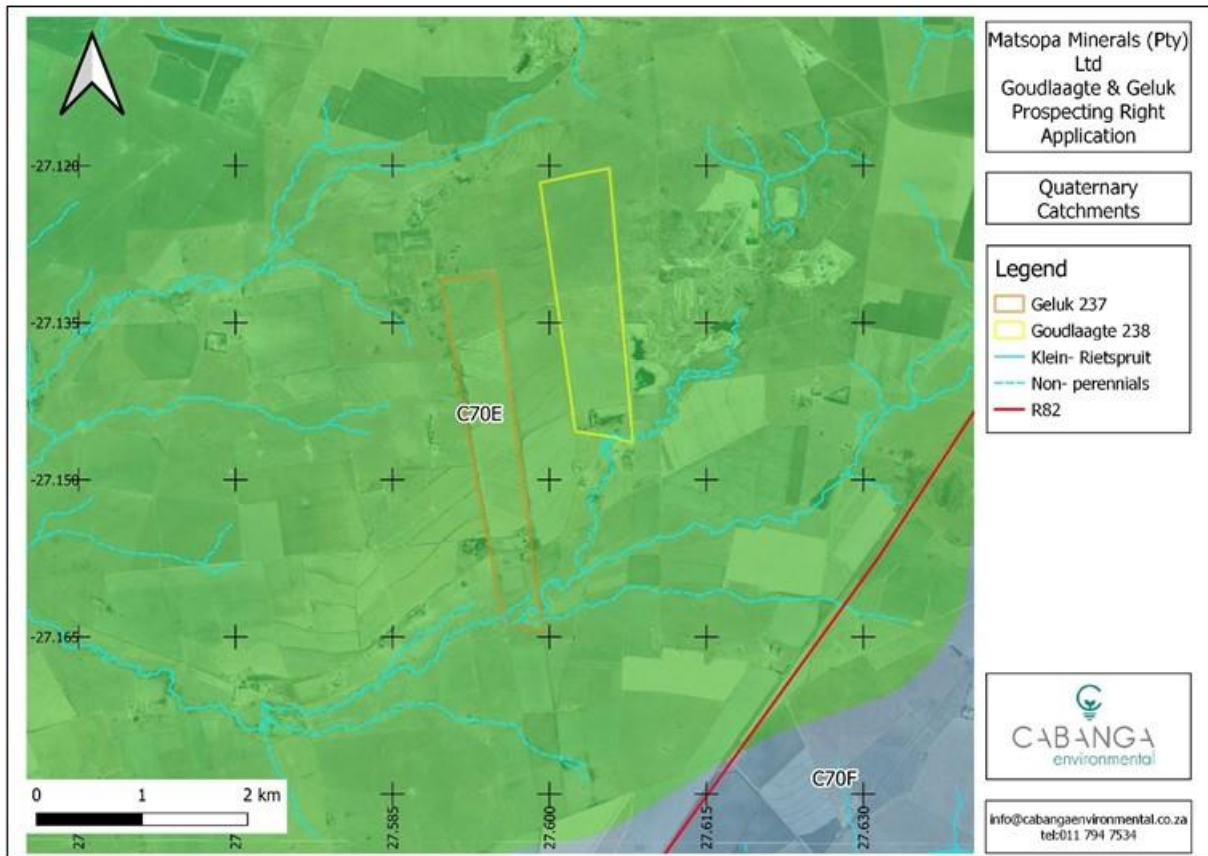 Matsopa Minerals (Pty)
Ltd
Goudlaagte & Geluk
Prospecting Right
Application
Quaternary
Catchments
Legend
Geluk 237
Goudlaagte 238
Klein- Rietspruit
Non- perennials
R82
-27.120
-27.135
-27.150
-27.165
C70E
C70F
0 1 2 km
27
27
27.585
27.600
27.615
27.630
CABANGA
environmental
info@cabangaenvironmental.co.za
tel:011 794 7534